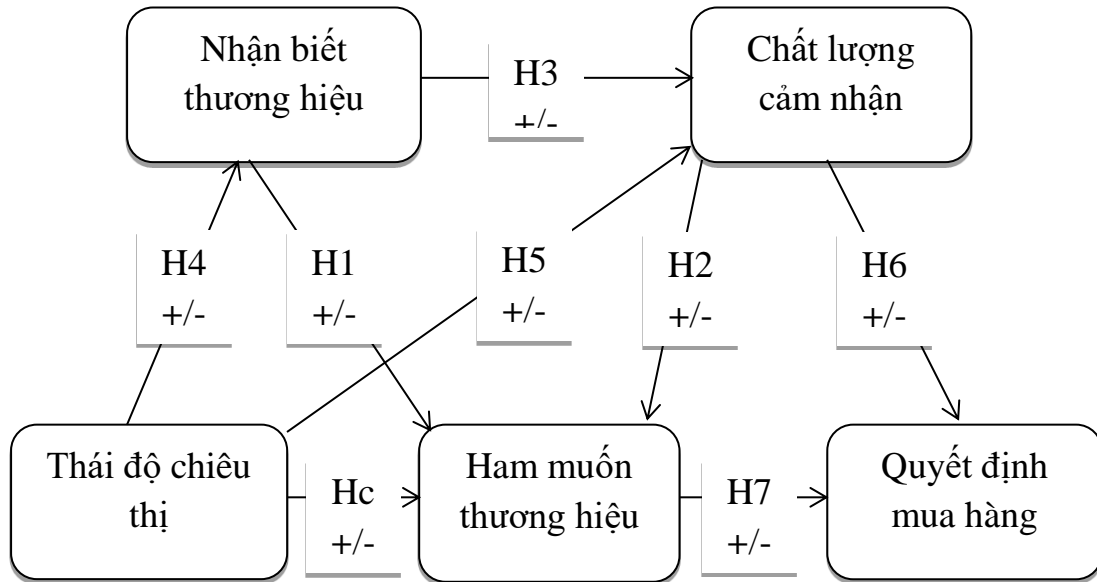 Nhận biết
thương hiệu
H3
+/-
Chất lượng
cảm nhận
H4
+/-
H1
+/-
H5
+/-
H2
+/-
H6
+/-
Thái độ chiêu
thị
Hc
+/-
Ham muốn
thương hiệu
H7
+/-
Quyết định
mua hàng